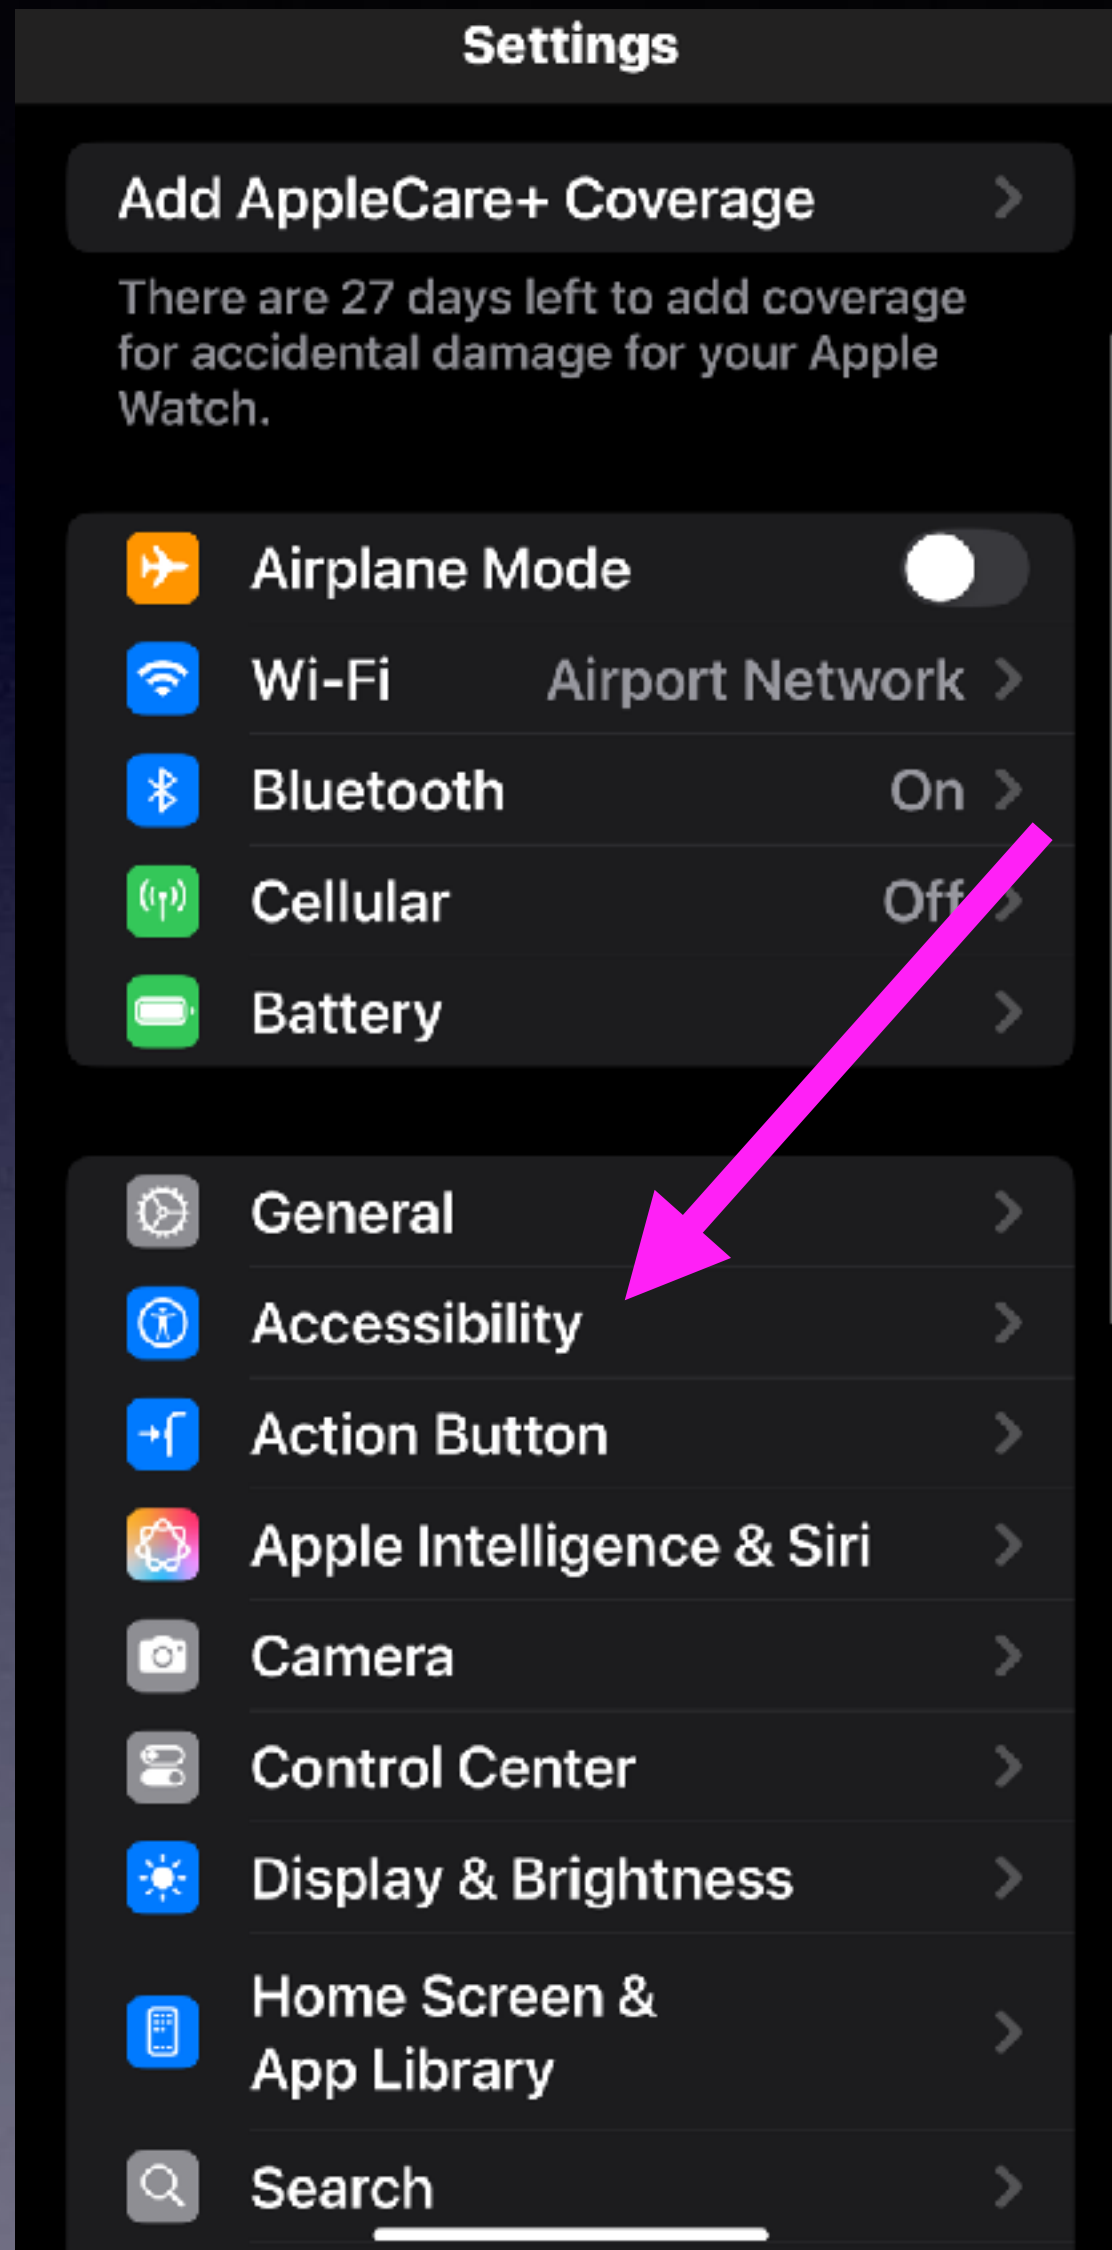 Settings
Add AppleCare+ Coverage
There are 27 days left to add coverage
for accidental damage for your Apple
Watch.
Airplane Mode
Wi-Fi Airport Network
Bluetooth On
Cellular Off
Battery
General
Accessibility
Action Button
Apple Intelligence & Siri
Camera
Control Center
Display & Brightness
Home Screen &
App Library
Search